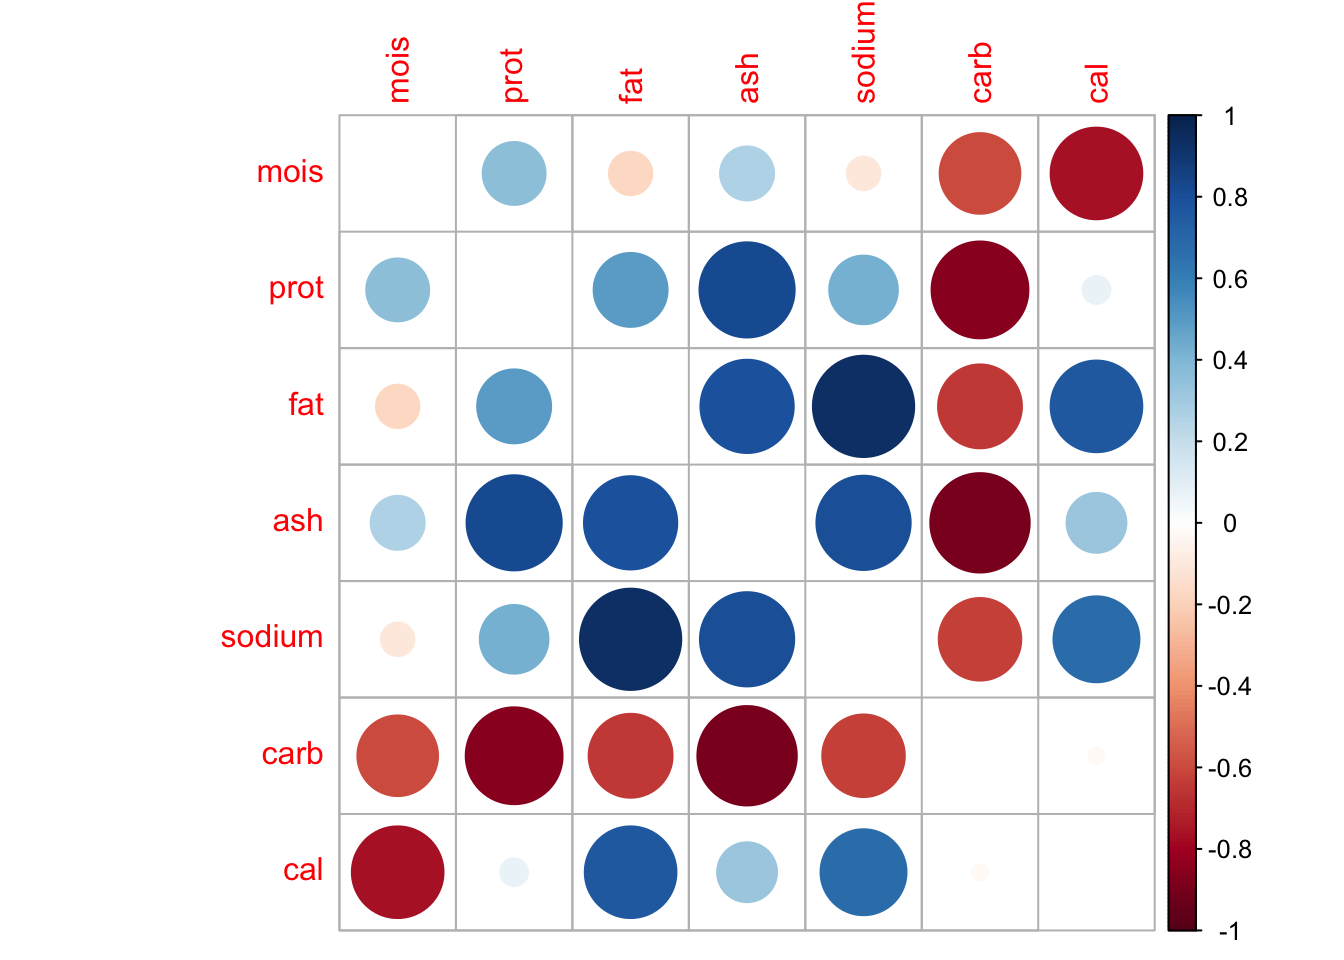 mois
prot
fat
ash
sodium
carb
cal
mois
prot
fat
ash
sodium
carb
cal
1
0.8
0.6
0.4
0.2
0
-0.2
-0.4
-0.6
-0.8
-1